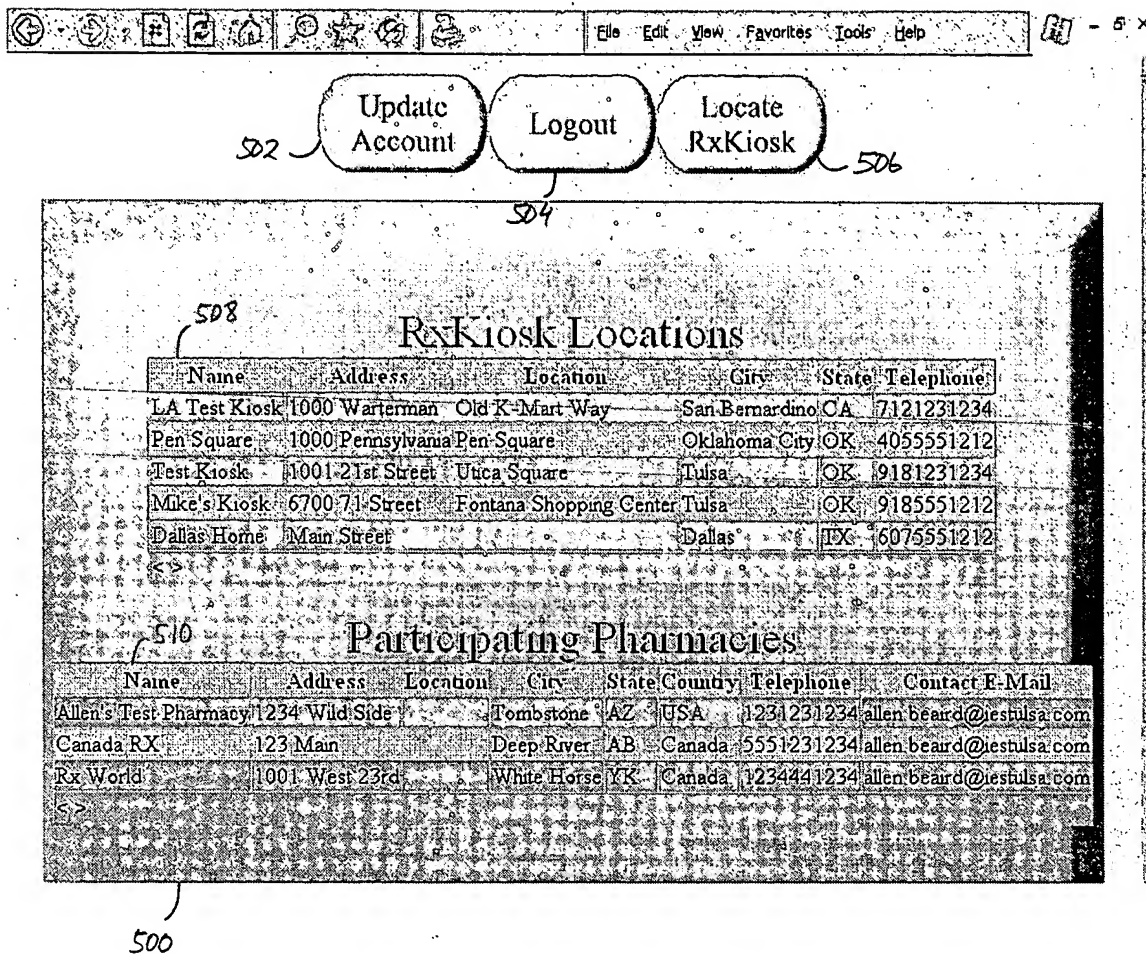 File Edit View Favorites Tools Help
Update Account
Logout
Locate RxKiosk
502
504
506
508
RxKiosk Locations
Name Address Location City State Telephone
LA Test Kiosk 1000 Warterman Old K-Mart Way San Bernardino CA 7121231234
Pen Square 1000 Pennsylvania Pen Square Oklahoma City OK 4055551212
Test Kiosk 1001 21st Street Utica Square Tulsa OK 9181231234
Mike's Kiosk 6700 71 Street Fontana Shopping Center Tulsa OK 9185551212
Dallas Home Main Street Dallas TX 6075551212
< >
510
Participating Pharmacies
Name Address Location City State Country Telephone Contact E-Mail
Allen's Test Pharmacy 1234 Wild Side Tombstone AZ USA 1231231234 allen.beaird@iestulsa.com
Canada RX 123 Main Deep River AB Canada 5551231234 allen.beaird@iestulsa.com
Rx World 1001 West 23rd White Horse YK Canada 1234441234 allen.beaird@iestulsa.com
< >
500